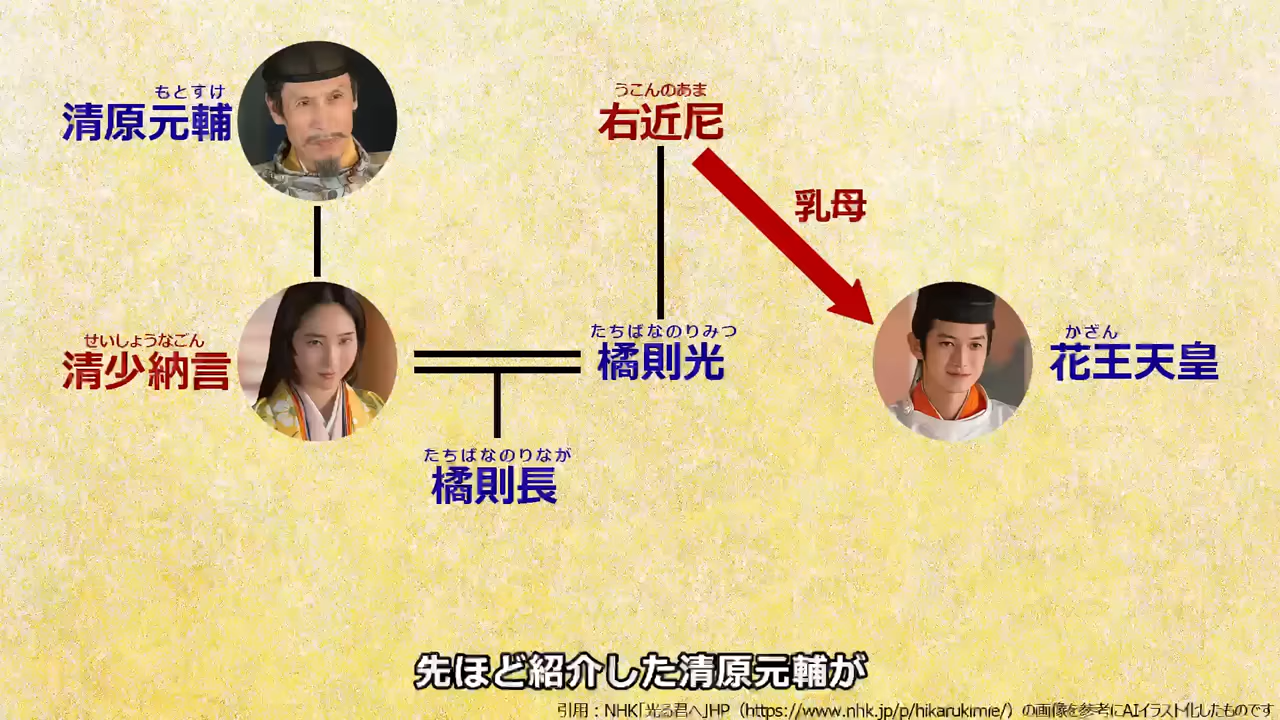 もとすけ
清原元輔
うこんのあま
右近尼
乳母
せいしょうなごん
清少納言
たちばなのりみつ
橘則光
かざん
花王天皇
たちばなのりなが
橘則長
先ほど紹介した清原元輔が
引用：NHK｢光る君へ｣HP（https://www.nhk.jp/p/hikarukimie/）の画像を参考にAIイラスト化したものです